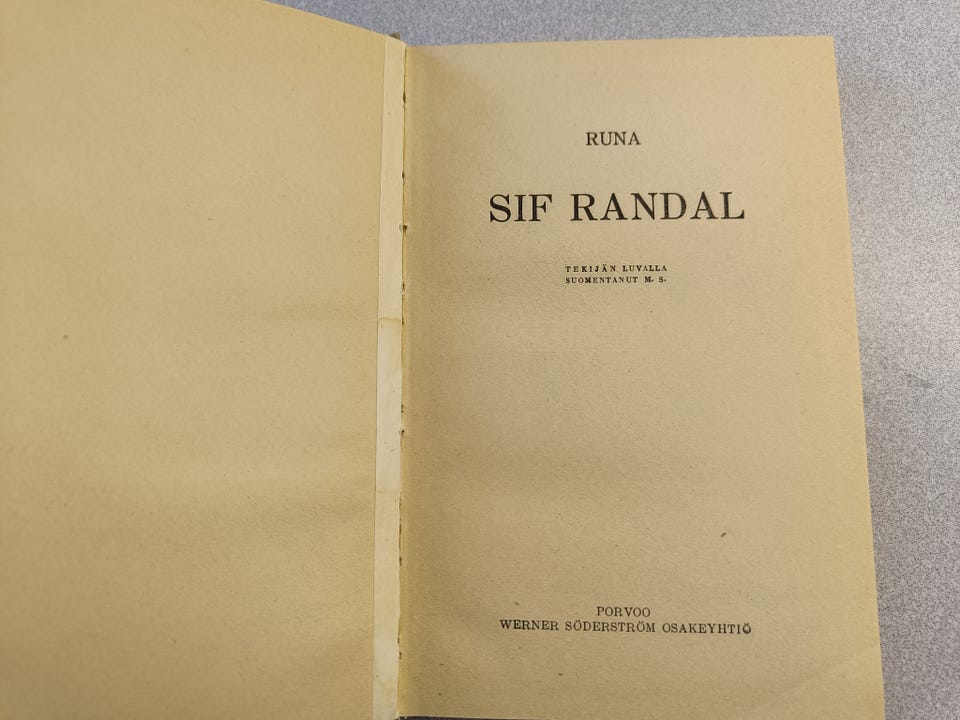 RUNA
SIF RANDAL
TEKIJÄN LUVALLA
SUOMENTANUT M. S.
PORVOO
WERNER SÖDERSTRÖM OSAKEYHTIÖ